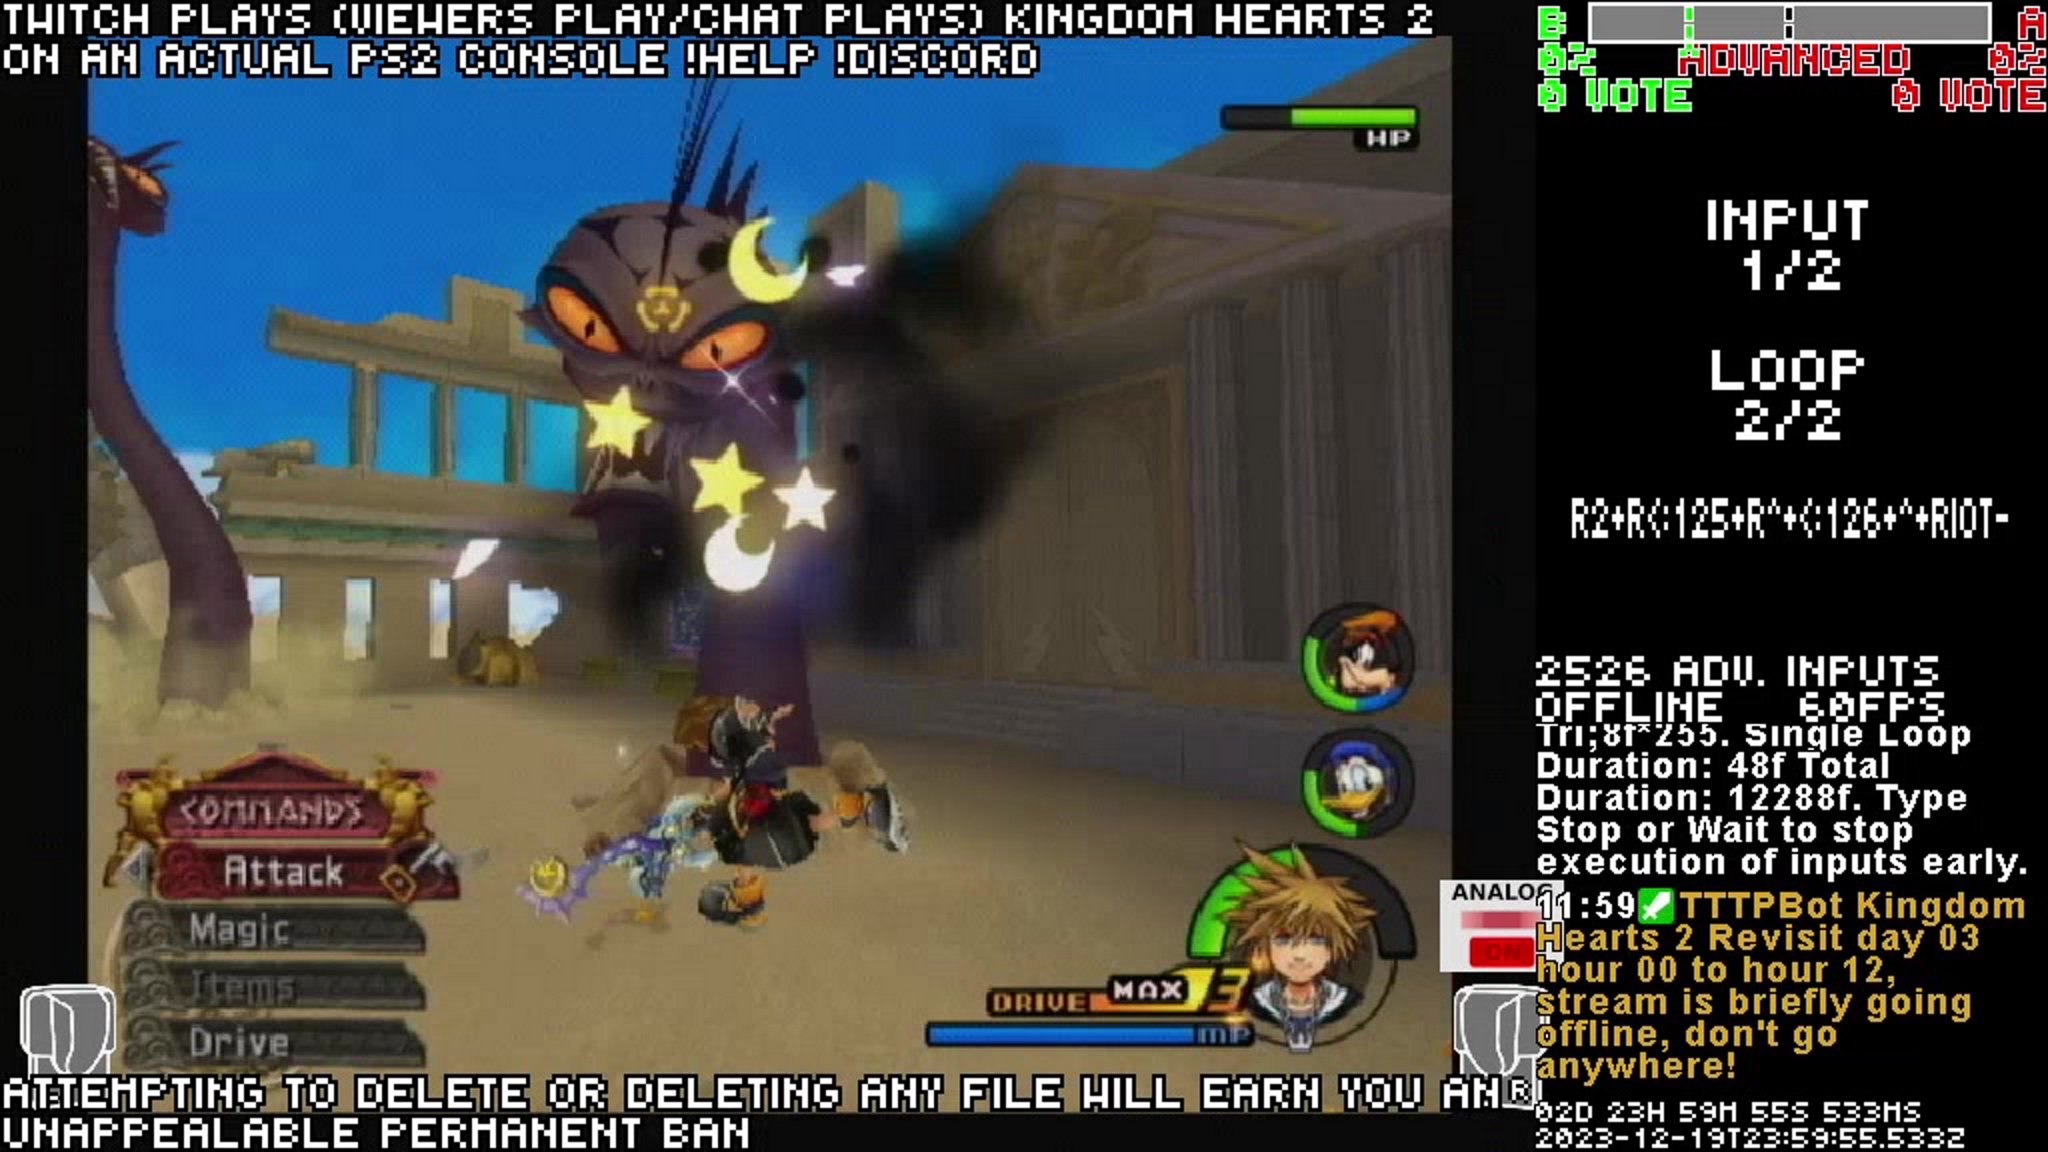 TWITCH PLAYS (VIEWERS PLAY/CHAT PLAYS) KINGDOM HEARTS 2
ON AN ACTUAL PS2 CONSOLE !HELP !DISCORD
HP
COMMANDS
Attack
Magic
Items
Drive
DRIVE MAX 3
MP
ATTEMPTING TO DELETE OR DELETING ANY FILE WILL EARN YOU AN
UNAPPEALABLE PERMANENT BAN
B A
0% ADVANCED 0%
0 VOTE 0 VOTE
INPUT
1/2
LOOP
2/2
R2+R<:125+R^+<:126+^+RIOT-
2526 ADV. INPUTS
OFFLINE 60FPS
Tri;8f*255. Single Loop
Duration: 48f Total
Duration: 12288f. Type
Stop or Wait to stop
execution of inputs early.
ANALOG
ON
11:59 TTTPBot Kingdom
Hearts 2 Revisit day 03
hour 00 to hour 12,
stream is briefly going
offline, don't go
anywhere!
02D 23H 59M 55S 533MS
2023-12-19T23:59:55.533Z